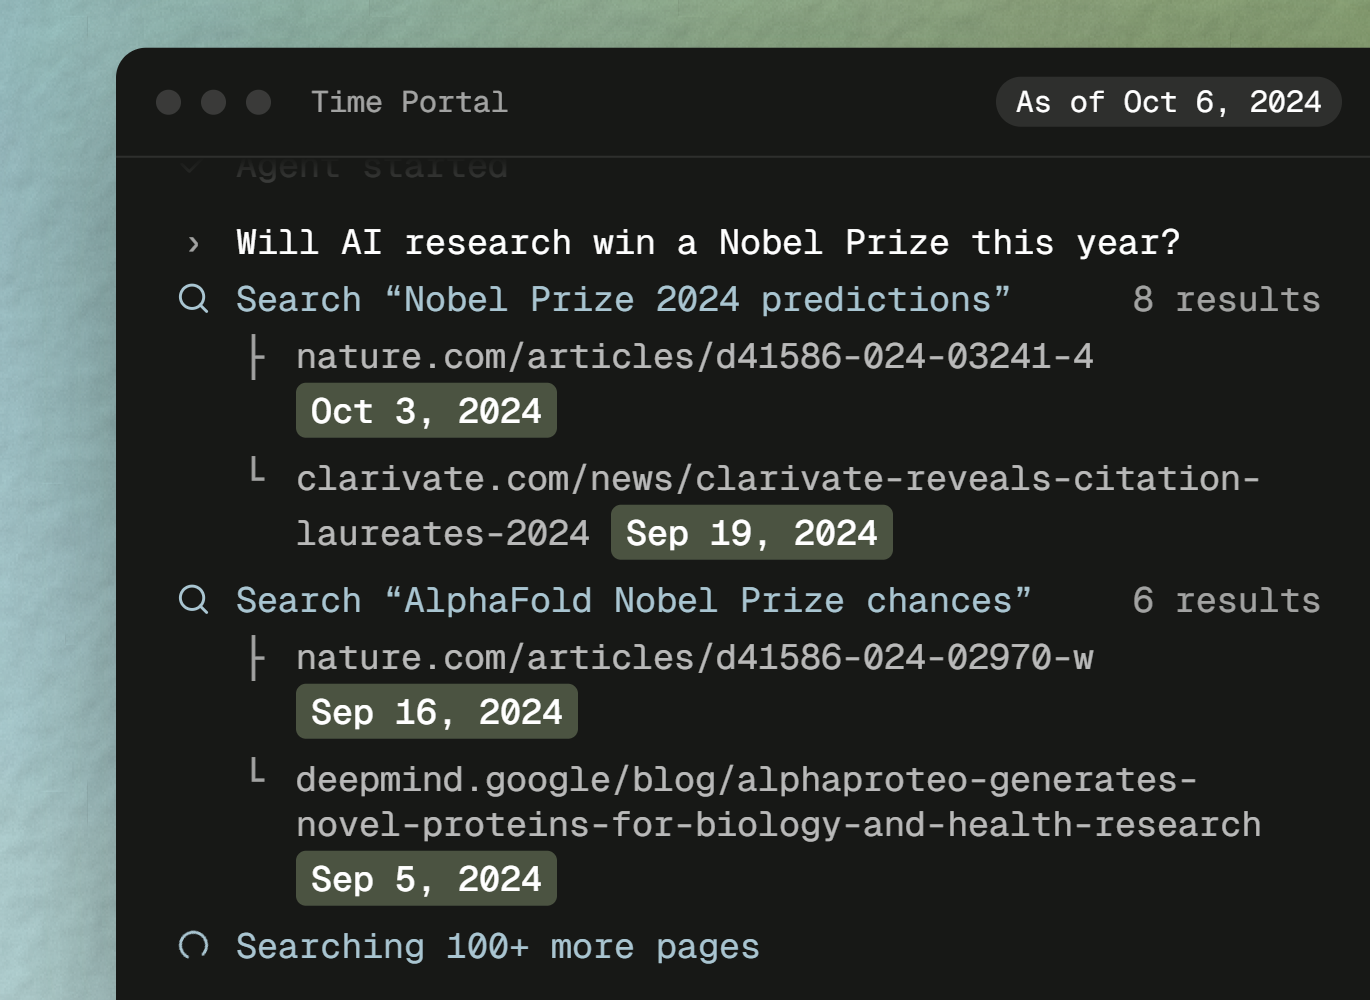 Time Portal
As of Oct 6, 2024
Agent started
› Will AI research win a Nobel Prize this year?
Search “Nobel Prize 2024 predictions” 8 results
├ nature.com/articles/d41586-024-03241-4
Oct 3, 2024
└ clarivate.com/news/clarivate-reveals-citation-
laureates-2024 Sep 19, 2024
Search “AlphaFold Nobel Prize chances” 6 results
├ nature.com/articles/d41586-024-02970-w
Sep 16, 2024
└ deepmind.google/blog/alphaproteo-generates-
novel-proteins-for-biology-and-health-research
Sep 5, 2024
Searching 100+ more pages